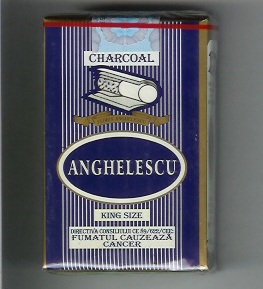 CHARCOAL
ANGHELESCU
KING SIZE
DIRECTIVA CONSILIULUI CE 89/622/CEE:
FUMATUL CAUZEAZĂ
CANCER